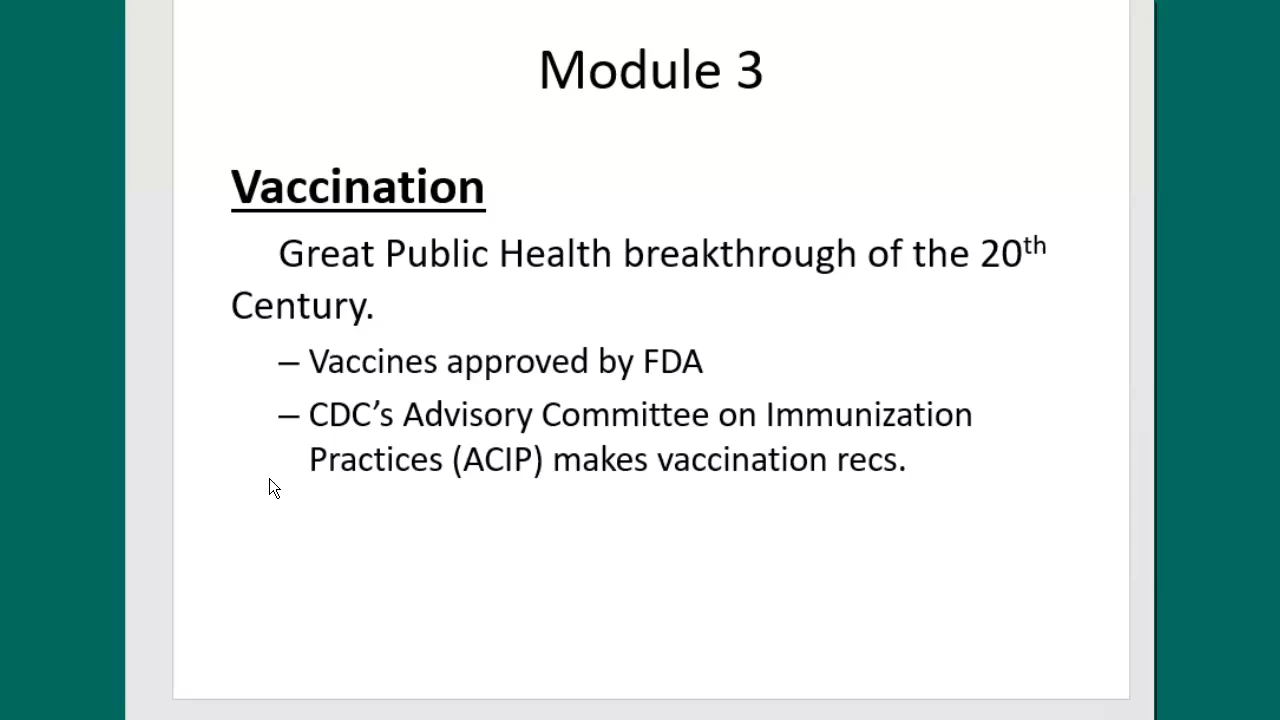 Module 3
Vaccination
Great Public Health breakthrough of the 20th
Century.
– Vaccines approved by FDA
– CDC’s Advisory Committee on Immunization
Practices (ACIP) makes vaccination recs.